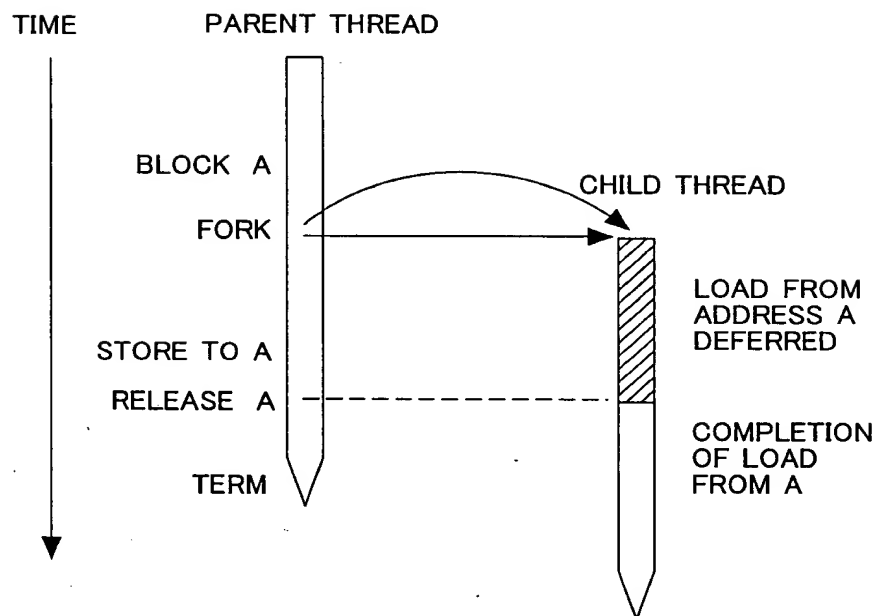 TIME
PARENT THREAD
BLOCK A
CHILD THREAD
FORK
LOAD FROM
ADDRESS A
DEFERRED
STORE TO A
RELEASE A
COMPLETION
OF LOAD
FROM A
TERM